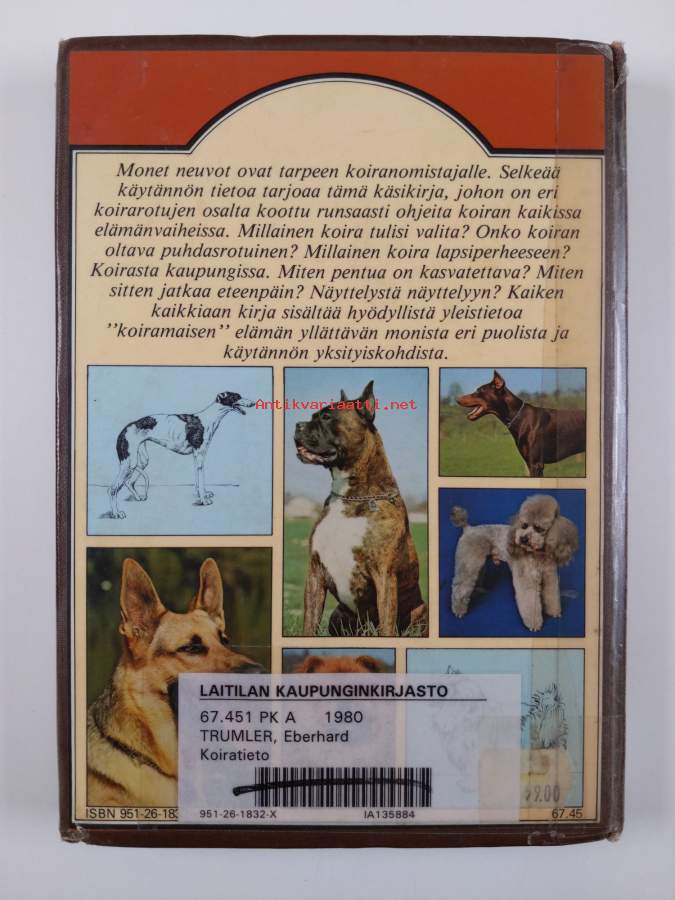 Monet neuvot ovat tarpeen koiranomistajalle. Selkeää
käytännön tietoa tarjoaa tämä käsikirja, johon on eri
koirarotujen osalta koottu runsaasti ohjeita koiran kaikissa
elämänvaiheissa. Millainen koira tulisi valita? Onko koiran
oltava puhdasrotuinen? Millainen koira lapsiperheeseen?
Koirasta kaupungissa. Miten pentua on kasvatettava? Miten
sitten jatkaa eteenpäin? Näyttelystä näyttelyyn? Kaiken
kaikkiaan kirja sisältää hyödyllistä yleistietoa
"koiramaisen" elämän yllättävän monista eri puolista ja
käytännön yksityiskohdista.
Antikvariaatti.net
LAITILAN KAUPUNGINKIRJASTO
67.451 PK A 1980
TRUMLER, Eberhard
Koiratieto
951-26-1832-X IA135884
ISBN 951-26-183
67.45